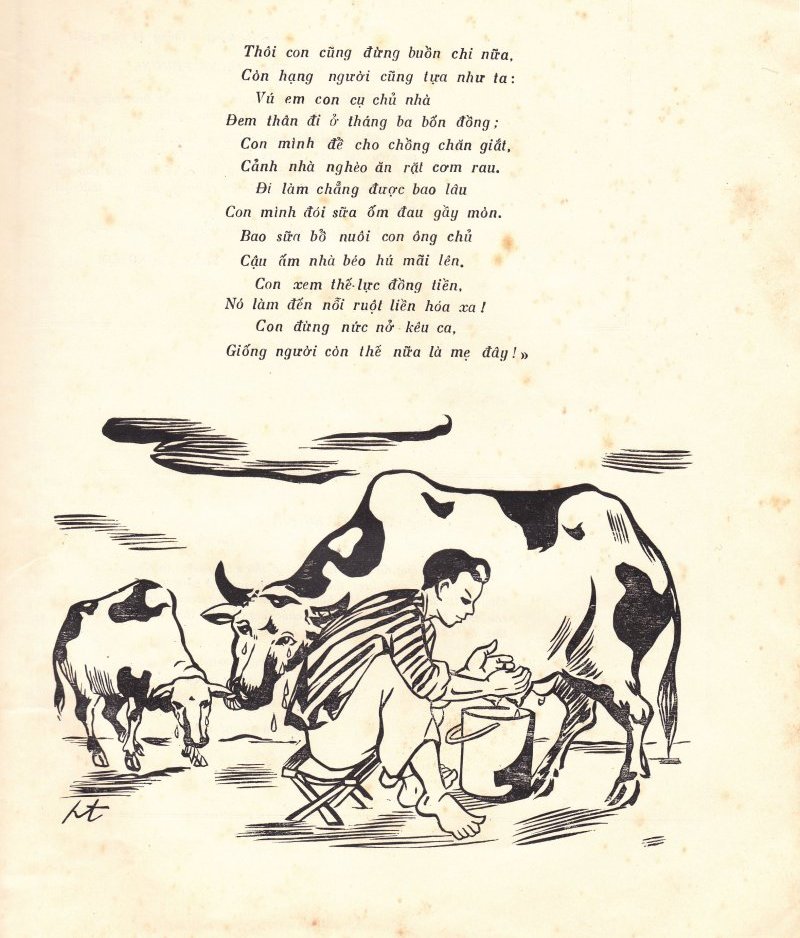 Thôi con cũng đừng buồn chi nữa,
Còn hạng người cũng tựa như ta :
Vú em con cụ chủ nhà
Đem thân đi ở tháng ba bốn đồng ;
Con mình để cho chồng chăn giắt,
Cảnh nhà nghèo ăn rặt cơm rau.
Đi làm chẳng được bao lâu
Con mình đói sữa ốm đau gầy mòn.
Bao sữa bổ nuôi con ông chủ
Cậu ấm nhà béo hú mãi lên.
Con xem thế-lực đồng tiền,
Nó làm đến nỗi ruột liền hóa xa !
Con đừng nức nở kêu ca,
Giống người còn thế nữa là mẹ đây ! »